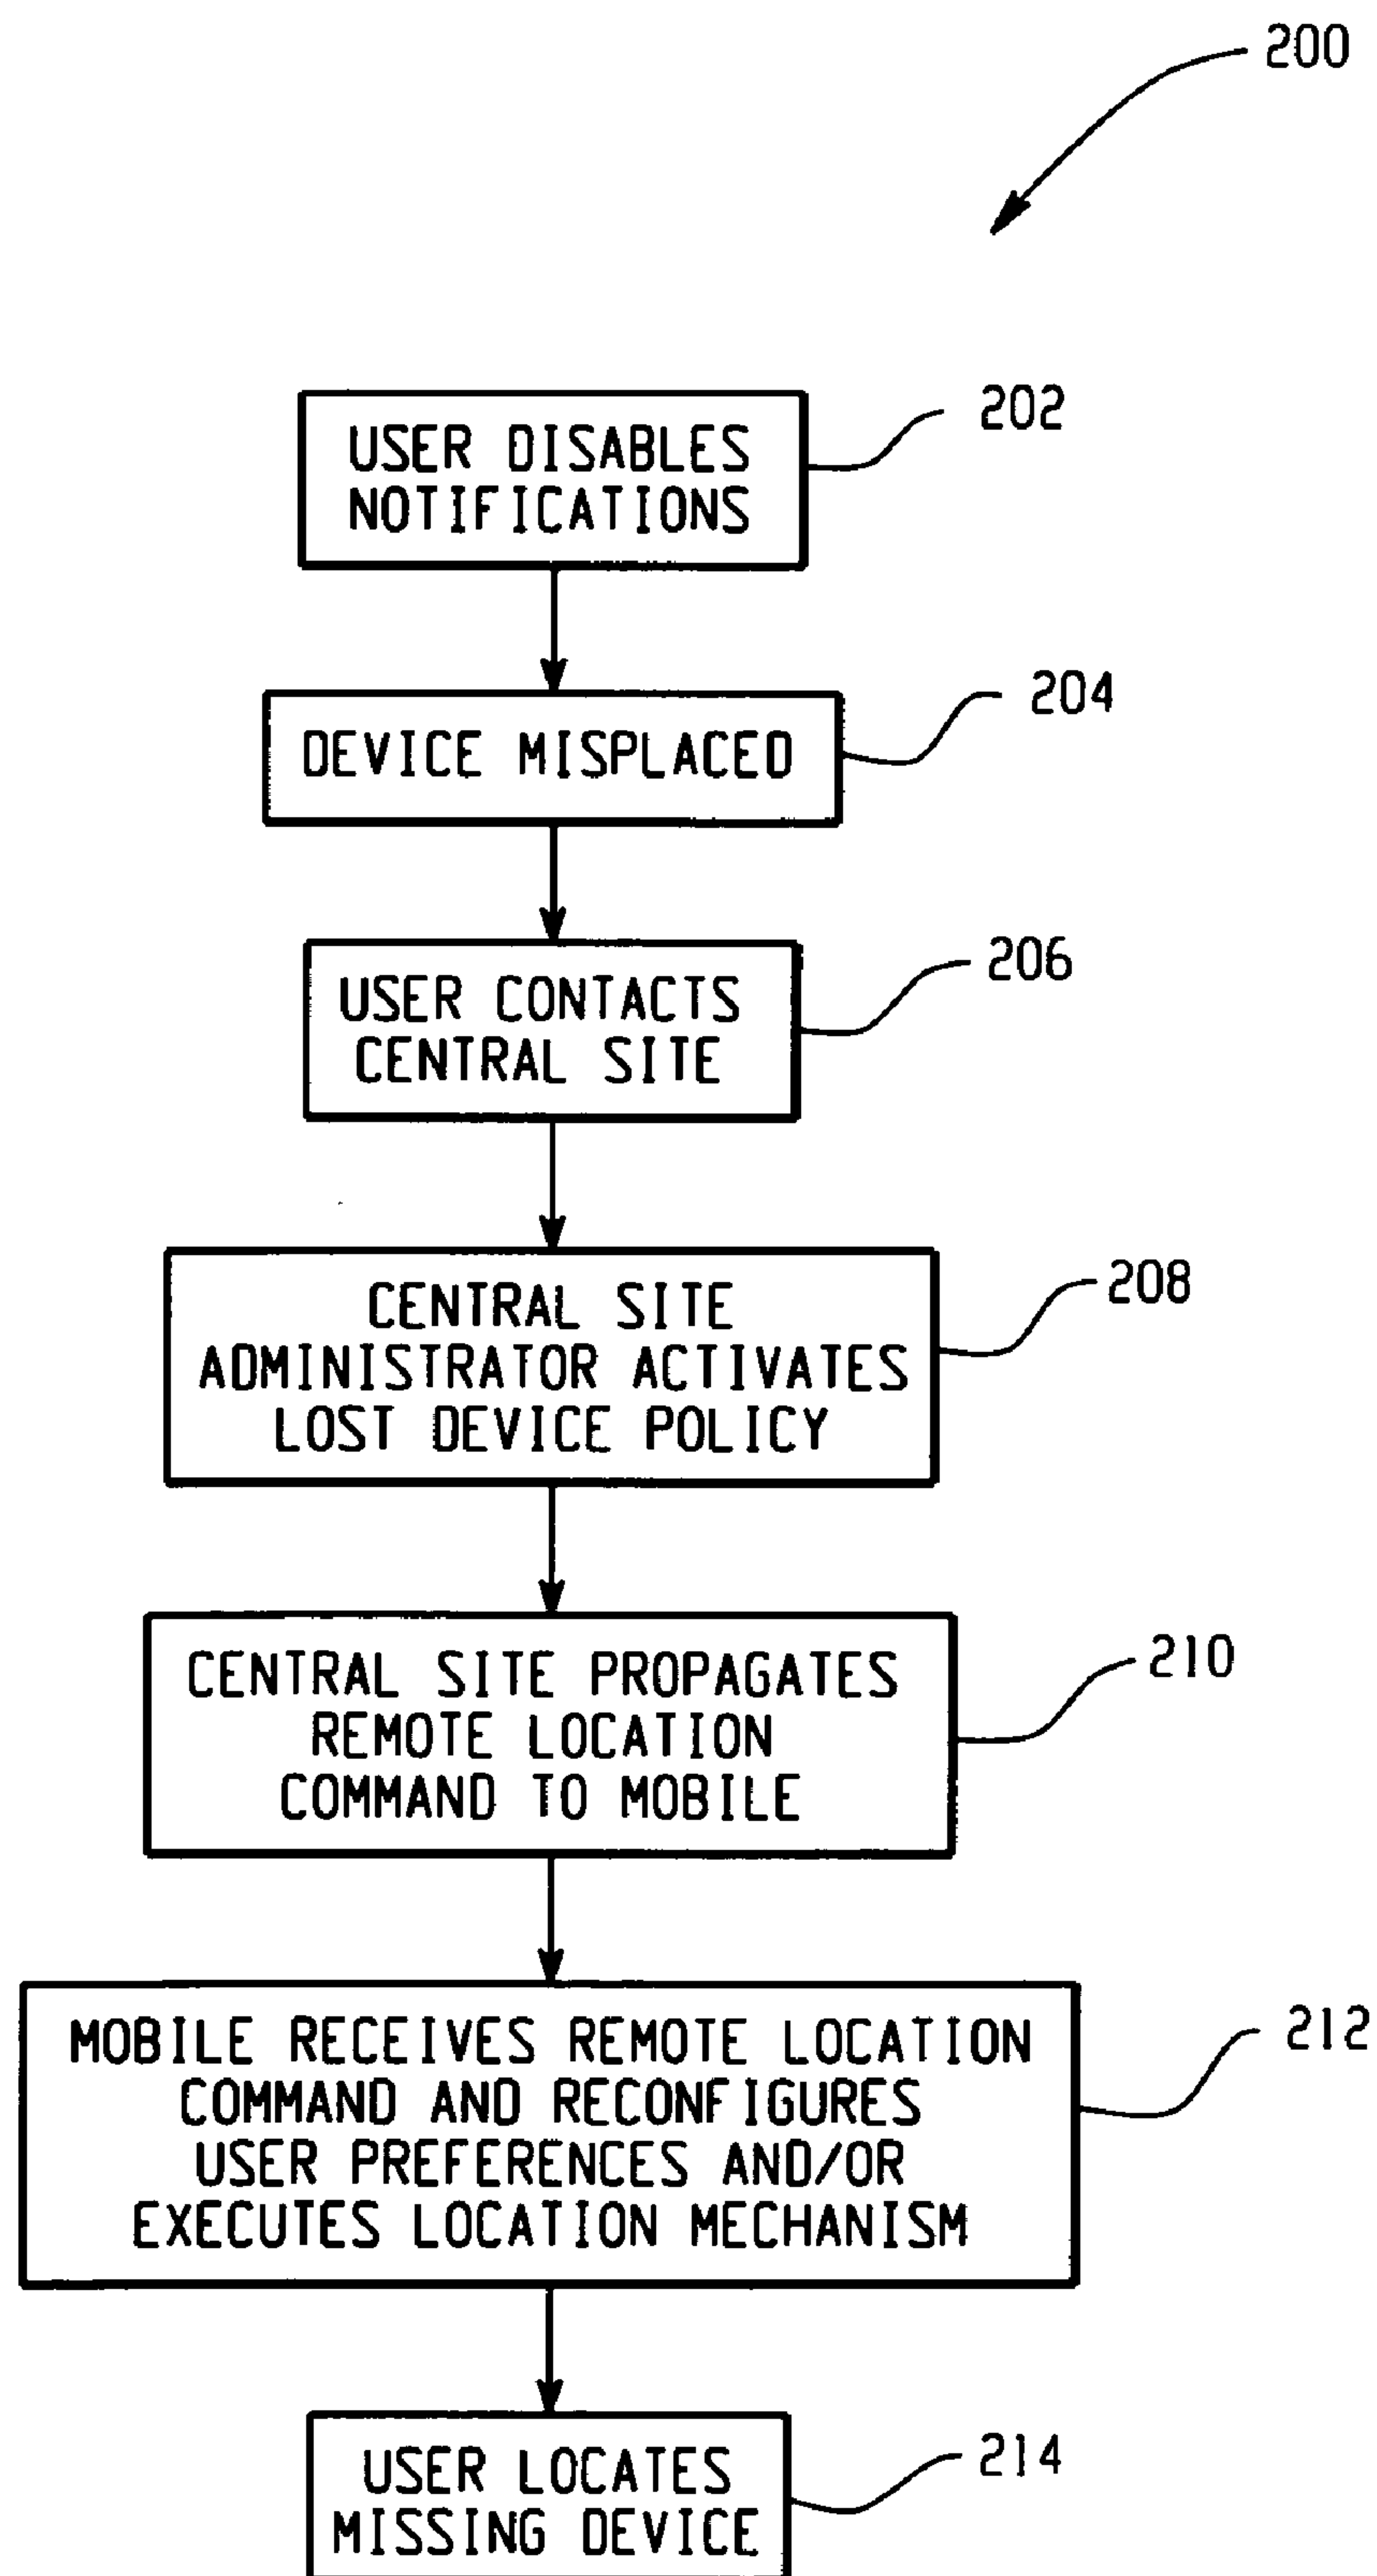 200
USER DISABLES
NOTIFICATIONS
202
DEVICE MISPLACED
204
USER CONTACTS
CENTRAL SITE
206
CENTRAL SITE
ADMINISTRATOR ACTIVATES
LOST DEVICE POLICY
208
CENTRAL SITE PROPAGATES
REMOTE LOCATION
COMMAND TO MOBILE
210
MOBILE RECEIVES REMOTE LOCATION
COMMAND AND RECONFIGURES
USER PREFERENCES AND/OR
EXECUTES LOCATION MECHANISM
212
USER LOCATES
MISSING DEVICE
214